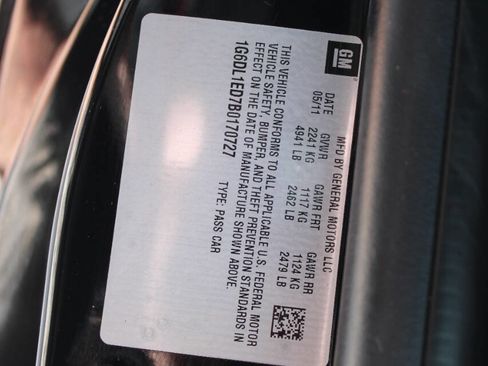 GM
MFD BY GENERAL MOTORS LLC
DATE GVWR GAWR FRT GAWR RR
05/11 2241 KG 1117 KG 1124 KG
4941 LB 2462 LB 2479 LB
THIS VEHICLE CONFORMS TO ALL APPLICABLE U.S. FEDERAL MOTOR
VEHICLE SAFETY, BUMPER, AND THEFT PREVENTION STANDARDS IN
EFFECT ON THE DATE OF MANUFACTURE SHOWN ABOVE.
1G6DL1ED7B0170727 TYPE: PASS CAR